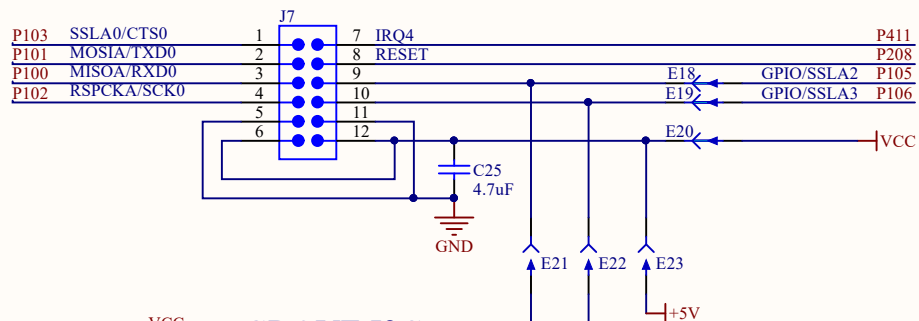 J7
P103 SSLA0/CTS0 1 7 IRQ4 P411
P101 MOSIA/TXD0 2 8 RESET P208
P100 MISOA/RXD0 3 9 E18 GPIO/SSLA2 P105
P102 RSPCKA/SCK0 4 10 E19 GPIO/SSLA3 P106
5 11
6 12 E20 VCC
C25
4.7uF
GND
E21 E22 E23
+5V
VCC